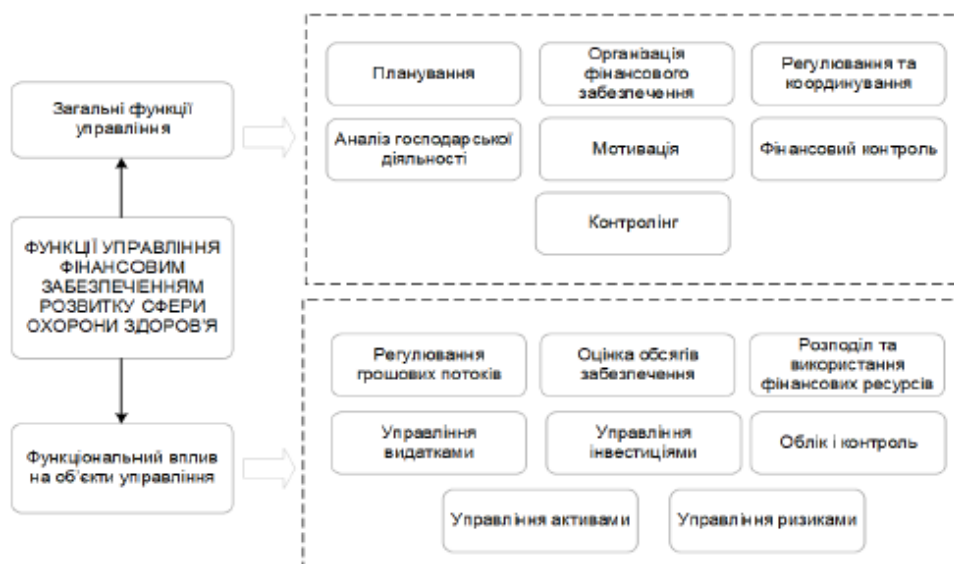 Загальні функції
управління
ФУНКЦІЇ УПРАВЛІННЯ
ФІНАНСОВИМ
ЗАБЕЗПЕЧЕННЯМ
РОЗВИТКУ СФЕРИ
ОХОРОНИ ЗДОРОВ'Я
Функціональний вплив
на об'єкти управління
Планування
Організація
фінансового
забезпечення
Регулювання та
координування
Аналіз господарської
діяльності
Мотивація
Фінансовий контроль
Контролінг
Регулювання
грошових потоків
Оцінка обсягів
забезпечення
Розподіл та
використання
фінансових ресурсів
Управління
видатками
Управління
інвестиціями
Облік і контроль
Управління активами
Управління ризиками